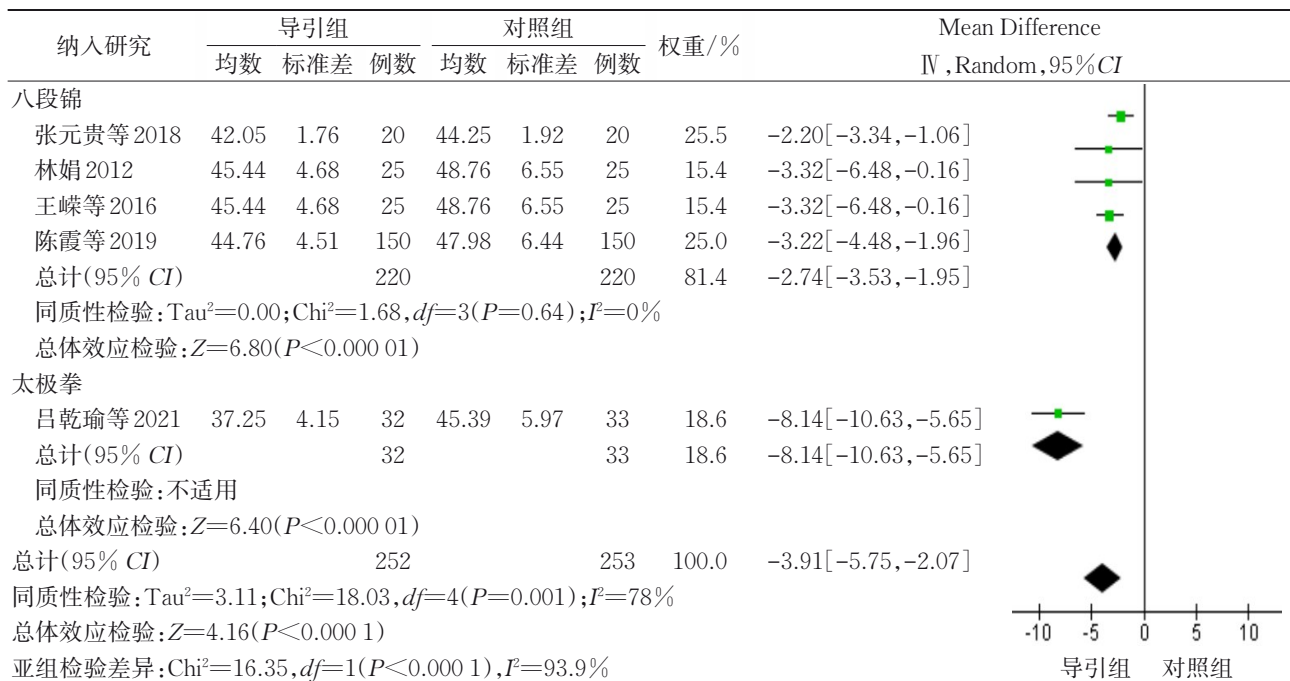 纳入研究 导引组 对照组 权重/% Mean Difference
均数 标准差 例数 均数 标准差 例数 Ⅳ,Random,95%CI
八段锦
张元贵等2018 42.05 1.76 20 44.25 1.92 20 25.5 -2.20[-3.34,-1.06]
林娟2012 45.44 4.68 25 48.76 6.55 25 15.4 -3.32[-6.48,-0.16]
王嵘等2016 45.44 4.68 25 48.76 6.55 25 15.4 -3.32[-6.48,-0.16]
陈霞等2019 44.76 4.51 150 47.98 6.44 150 25.0 -3.22[-4.48,-1.96]
总计(95% CI) 220 220 81.4 -2.74[-3.53,-1.95]
同质性检验:Tau²=0.00;Chi²=1.68,df=3(P=0.64);I²=0%
总体效应检验:Z=6.80(P<0.000 01)
太极拳
吕乾瑜等2021 37.25 4.15 32 45.39 5.97 33 18.6 -8.14[-10.63,-5.65]
总计(95% CI) 32 33 18.6 -8.14[-10.63,-5.65]
同质性检验:不适用
总体效应检验:Z=6.40(P<0.000 01)
总计(95% CI) 252 253 100.0 -3.91[-5.75,-2.07]
同质性检验:Tau²=3.11;Chi²=18.03,df=4(P=0.001);I²=78%
总体效应检验:Z=4.16(P<0.000 1)
-10 -5 0 5 10
亚组检验差异:Chi²=16.35,df=1(P<0.000 1),I²=93.9%
导引组 对照组